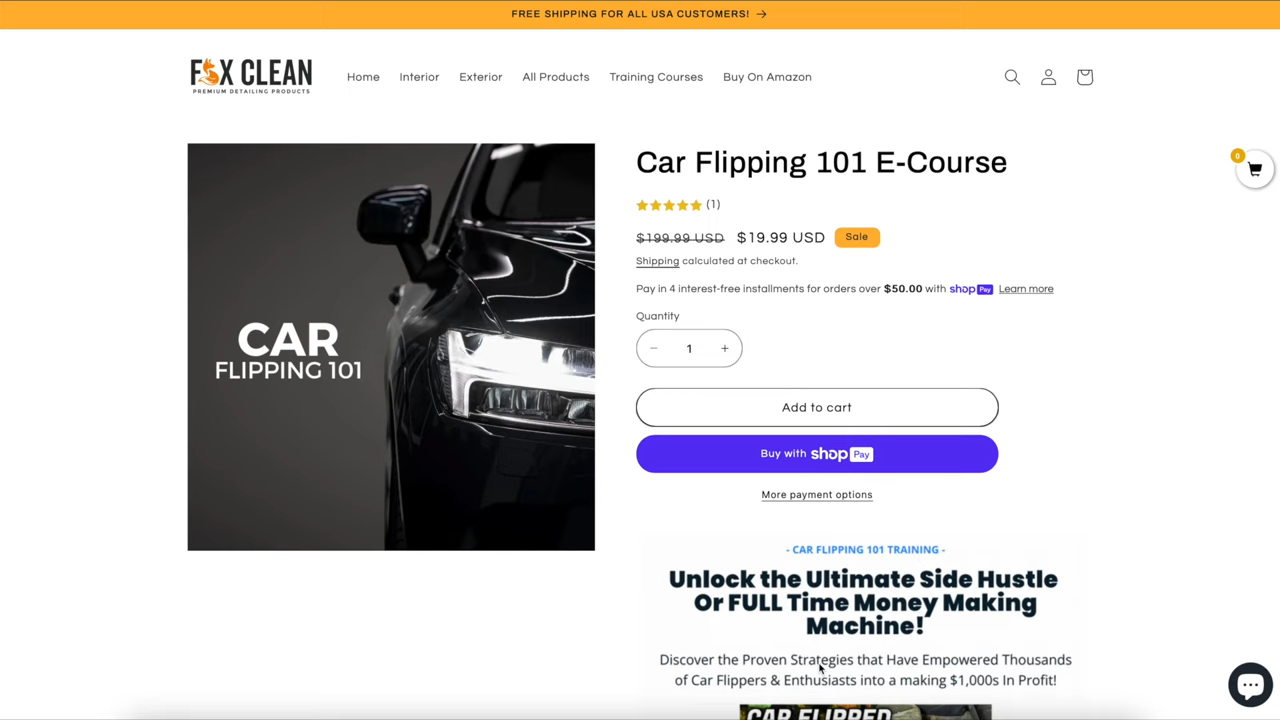 FREE SHIPPING FOR ALL USA CUSTOMERS! →
FOX CLEAN
PREMIUM DETAILING PRODUCTS
Home
Interior
Exterior
All Products
Training Courses
Buy On Amazon
0
Car Flipping 101 E-Course
(1)
$199.99 USD $19.99 USD Sale
Shipping calculated at checkout.
Pay in 4 interest-free installments for orders over $50.00 with shop Pay Learn more
Quantity
− 1 +
Add to cart
Buy with shop Pay
More payment options
CAR
FLIPPING 101
- CAR FLIPPING 101 TRAINING -
Unlock the Ultimate Side Hustle
Or FULL Time Money Making
Machine!
Discover the Proven Strategies that Have Empowered Thousands
of Car Flippers & Enthusiasts into a making $1,000s In Profit!
CAR FLIPPED